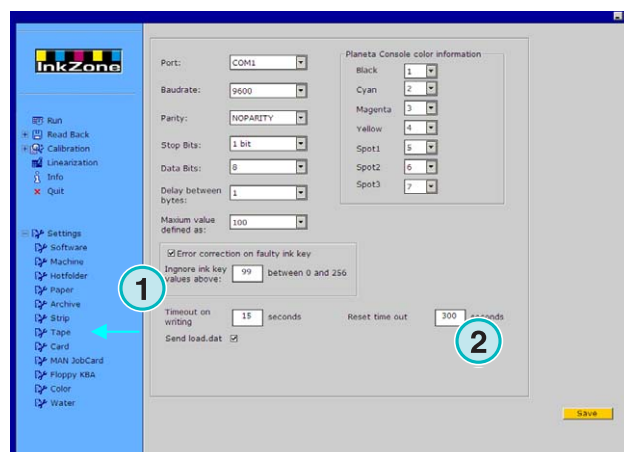 InkZone
Run
Read Back
Calibration
Linearization
Info
Quit
Settings
Software
Machine
Hotfolder
Paper
Archive
Strip
Tape
Card
MAN JobCard
Floppy KBA
Color
Water
1
Port: COM1
Baudrate: 9600
Parity: NOPARITY
Stop Bits: 1 bit
Data Bits: 8
Delay between
bytes: 1
Maxium value
defined as: 100
Planeta Console color information
Black 1
Cyan 2
Magenta 3
Yellow 4
Spot1 5
Spot2 6
Spot3 7
Error correction on faulty ink key
Ingnore ink key
values above: 99 between 0 and 256
Timeout on
writing 15 seconds
Reset time out 300 seconds
Send load.dat
2
Save